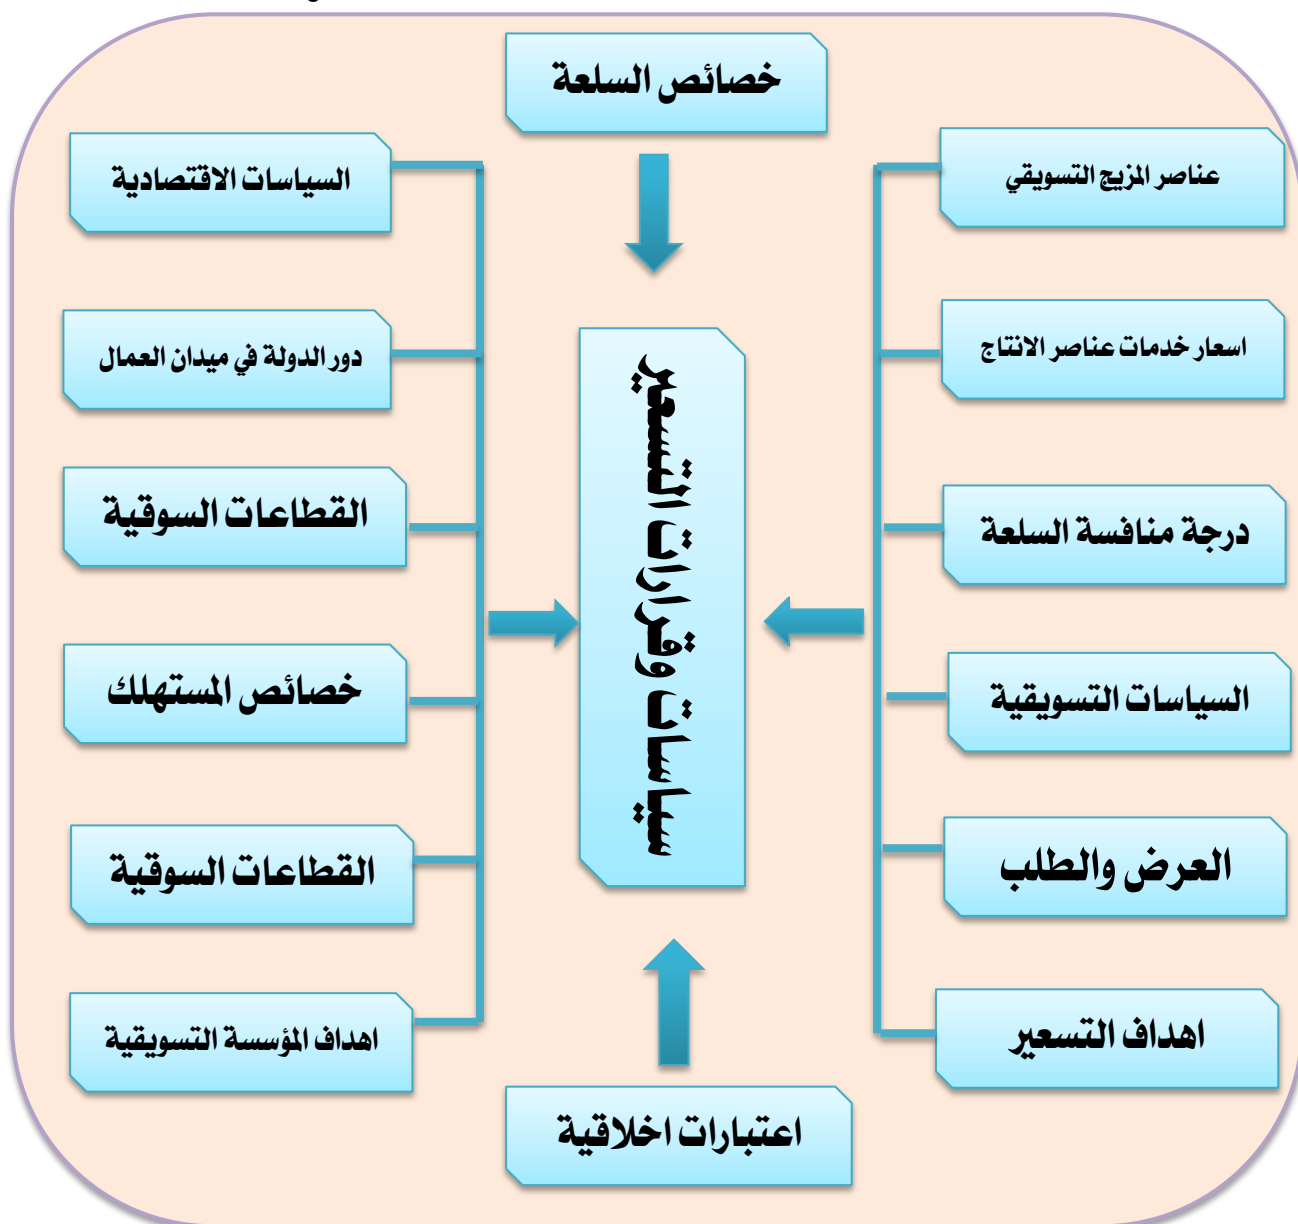 خصائص السلعة
عناصر المزيج التسويقي
السياسات الاقتصادية
اسعار خدمات عناصر الانتاج
دور الدولة في ميدان العمال
سياسات وقرارات التسعير
درجة منافسة السلعة
القطاعات السوقية
السياسات التسويقية
خصائص المستهلك
العرض والطلب
القطاعات السوقية
اهداف التسعير
اهداف المؤسسة التسويقية
اعتبارات اخلاقية